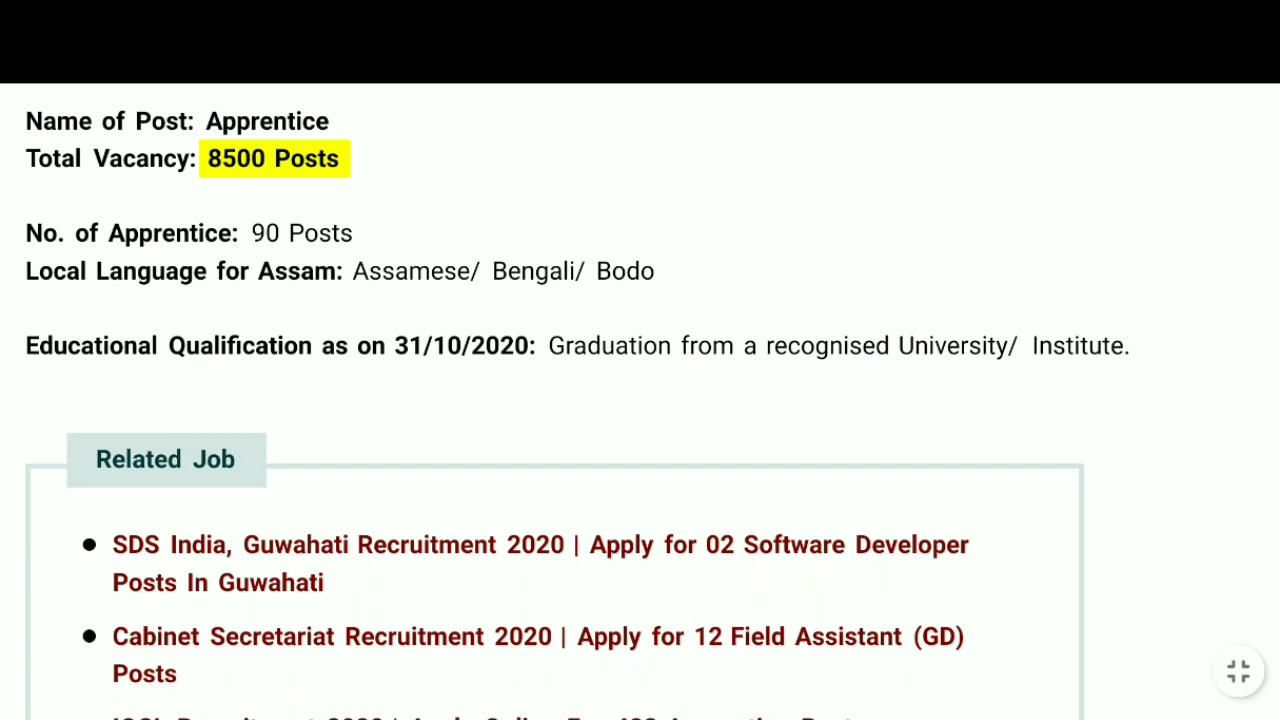 Name of Post: Apprentice
Total Vacancy: 8500 Posts
No. of Apprentice: 90 Posts
Local Language for Assam: Assamese/ Bengali/ Bodo
Educational Qualification as on 31/10/2020: Graduation from a recognised University/ Institute.
Related Job
SDS India, Guwahati Recruitment 2020 | Apply for 02 Software Developer
Posts In Guwahati
Cabinet Secretariat Recruitment 2020 | Apply for 12 Field Assistant (GD)
Posts